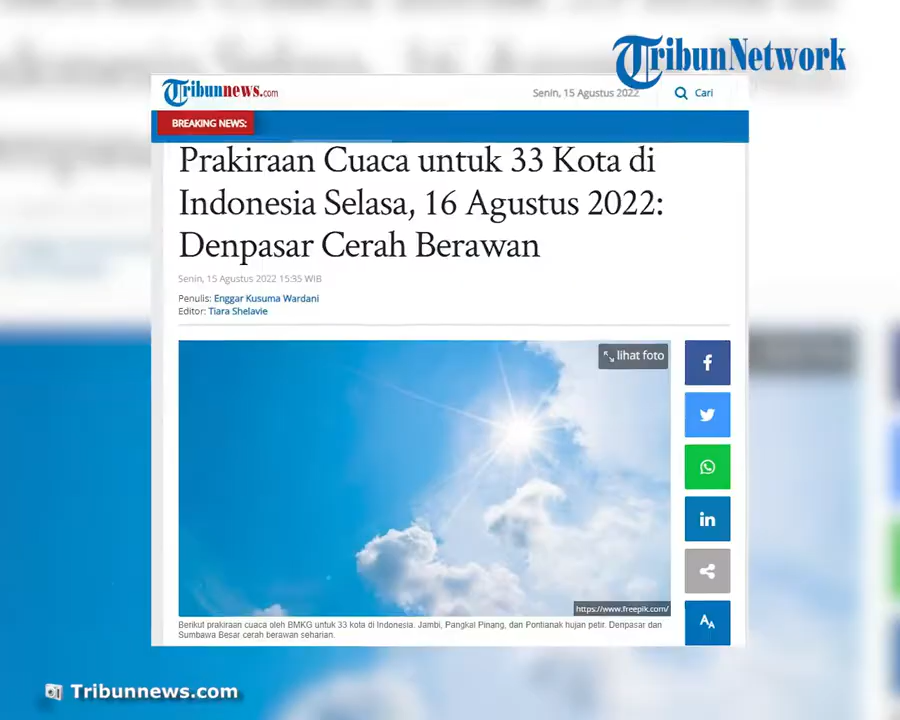 TribunNetwork
Tribunnews.com
Senin, 15 Agustus 2022
Cari
BREAKING NEWS:
Prakiraan Cuaca untuk 33 Kota di
Indonesia Selasa, 16 Agustus 2022:
Denpasar Cerah Berawan
Senin, 15 Agustus 2022 15:35 WIB
Penulis: Enggar Kusuma Wardani
Editor: Tiara Shelavie
lihat foto
https://www.freepik.com/
Berikut prakiraan cuaca oleh BMKG untuk 33 kota di Indonesia. Jambi, Pangkal Pinang, dan Pontianak hujan petir. Denpasar dan
Sumbawa Besar cerah berawan seharian.
Tribunnews.com